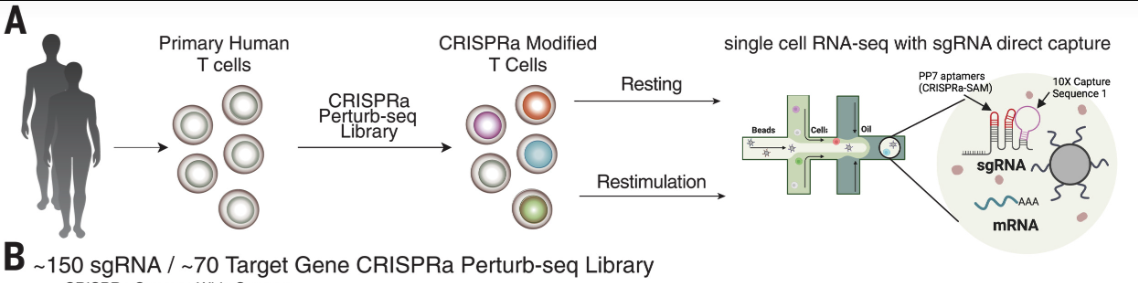 A
Primary Human
T cells
CRISPRa
Perturb-seq
Library
CRISPRa Modified
T Cells
Resting
Restimulation
single cell RNA-seq with sgRNA direct capture
Beads
Cells
Oil
PP7 aptamers
(CRISPRa-SAM)
10X Capture
Sequence 1
sgRNA
AAA
mRNA
B ~150 sgRNA / ~70 Target Gene CRISPRa Perturb-seq Library